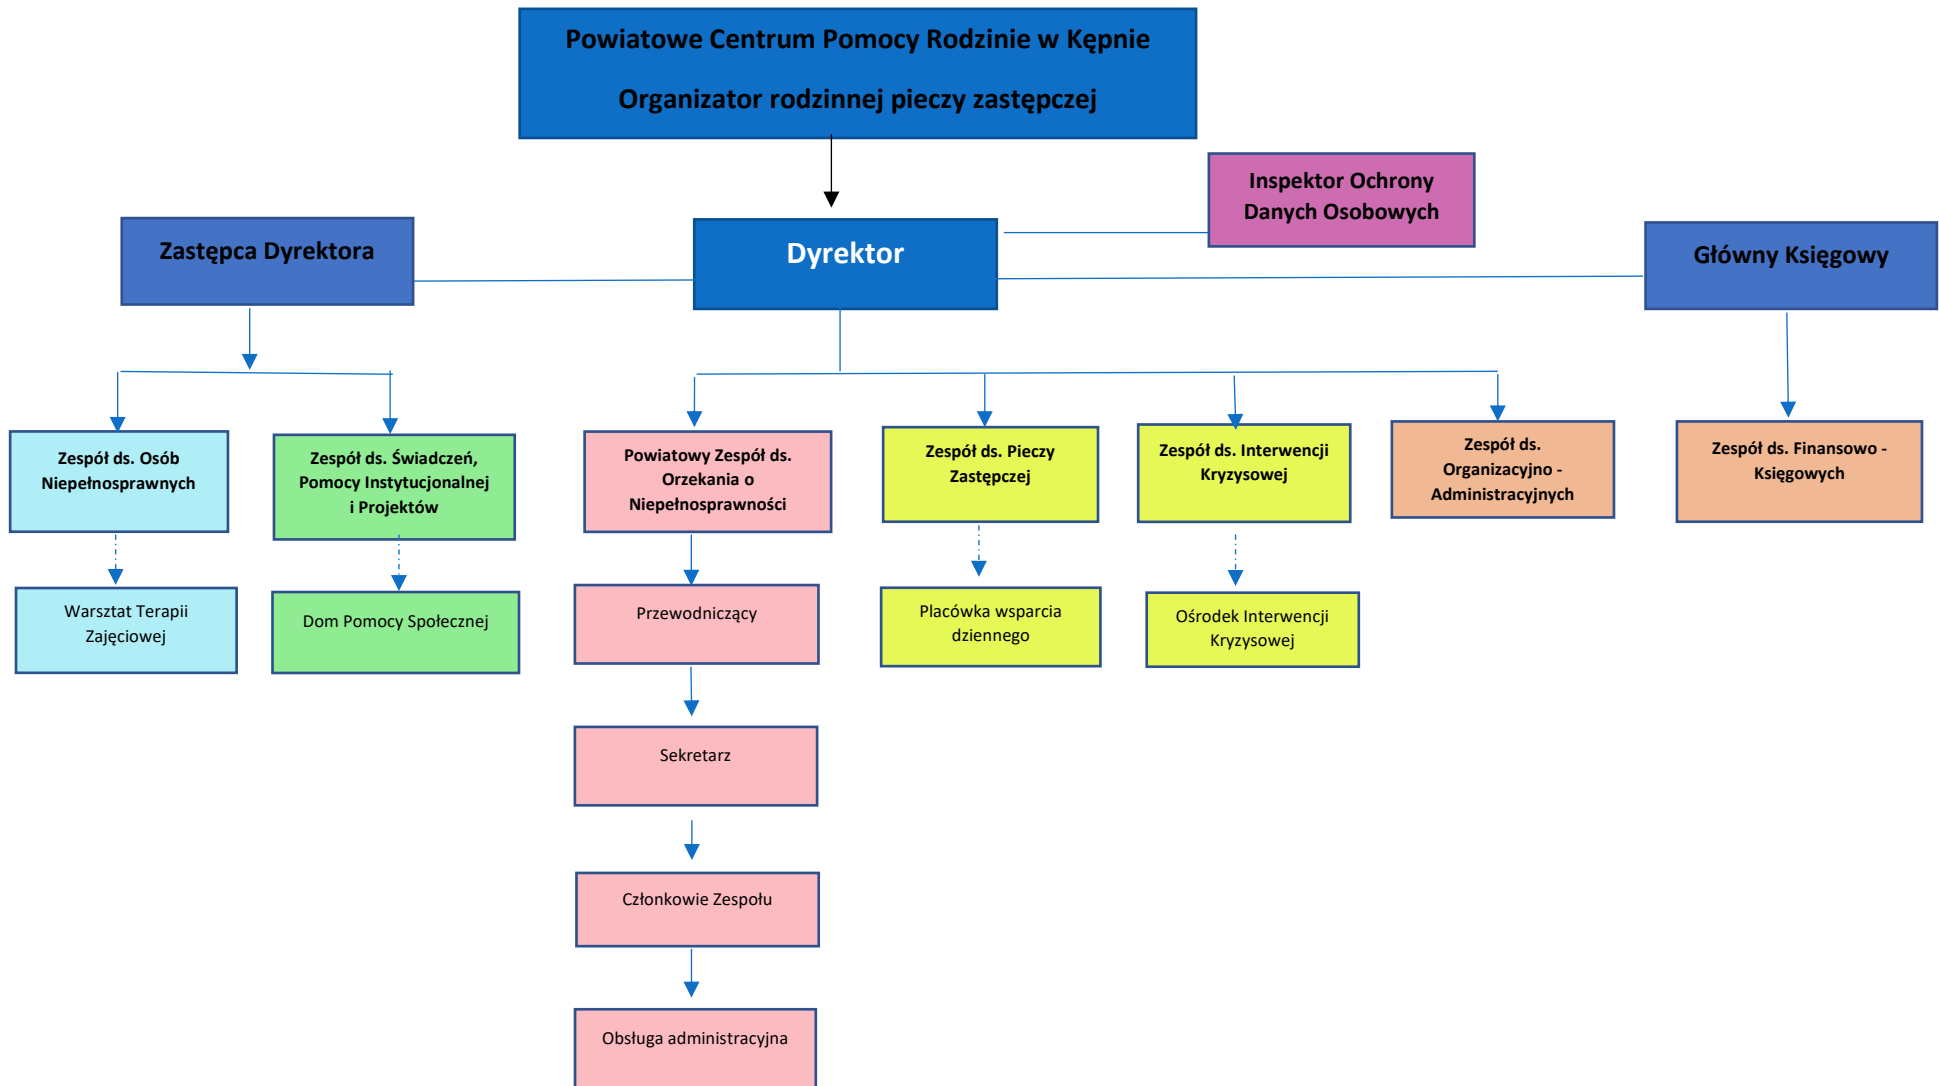 Powiatowe Centrum Pomocy Rodzinie w Kępnie
Organizator rodzinnej pieczy zastępczej
Inspektor Ochrony
Danych Osobowych
Zastępca Dyrektora
Dyrektor
Główny Księgowy
Zespół ds. Osób
Niepełnosprawnych
Zespół ds. Świadczeń,
Pomocy Instytucjonalnej
i Projektów
Powiatowy Zespół ds.
Orzekania o
Niepełnosprawności
Zespół ds. Pieczy
Zastępczej
Zespół ds. Interwencji
Kryzysowej
Zespół ds.
Organizacyjno -
Administracyjnych
Zespół ds. Finansowo -
Księgowych
Warsztat Terapii
Zajęciowej
Dom Pomocy Społecznej
Przewodniczący
Placówka wsparcia
dziennego
Ośrodek Interwencji
Kryzysowej
Sekretarz
Członkowie Zespołu
Obsługa administracyjna